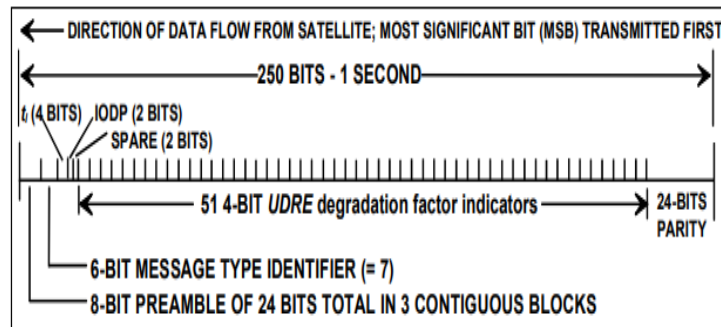 DIRECTION OF DATA FLOW FROM SATELLITE; MOST SIGNIFICANT BIT (MSB) TRANSMITTED FIRST
250 BITS - 1 SECOND
tᵢ (4 BITS) IODP (2 BITS)
SPARE (2 BITS)
51 4-BIT UDRE degradation factor indicators
24-BITS
PARITY
6-BIT MESSAGE TYPE IDENTIFIER (= 7)
8-BIT PREAMBLE OF 24 BITS TOTAL IN 3 CONTIGUOUS BLOCKS